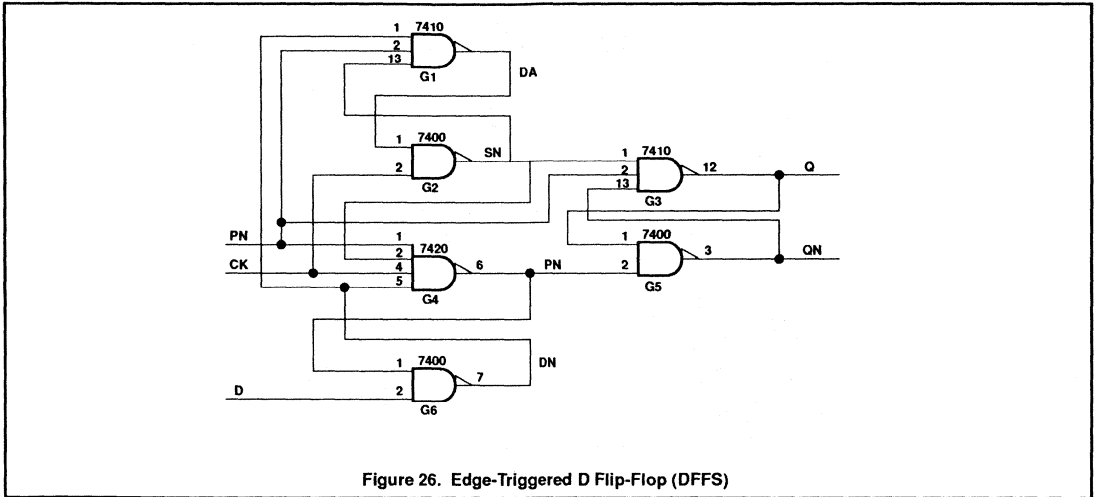 7410
1
2
13
G1
DA
7400
1
2
SN
G2
7410
1
2
13
12
Q
G3
PN
CK
7420
1
2
4
5
6
PN
G4
7400
1
2
3
QN
G5
7400
1
2
7
DN
D
G6
Figure 26. Edge-Triggered D Flip-Flop (DFFS)